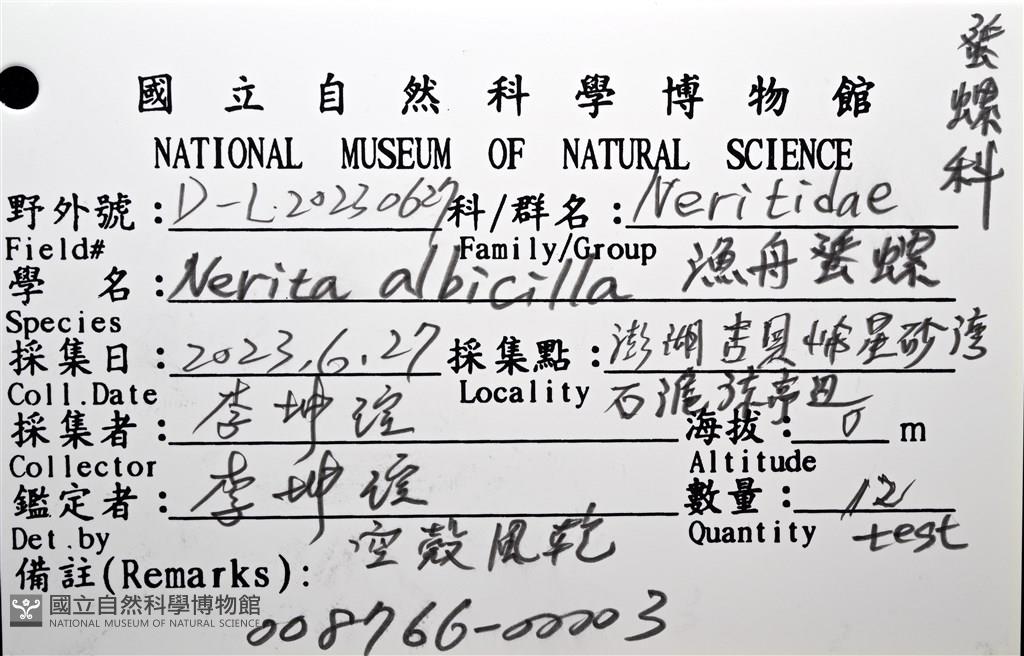 蜑螺科
國立自然科學博物館
NATIONAL MUSEUM OF NATURAL SCIENCE
野外號: D-L.20230627 科/群名: Neritidae
Field# Family/Group
學名: Nerita albicilla 漁舟蜑螺
Species
採集日: 2023.6.27 採集點: 澎湖吉貝嶼星砂湾
Coll.Date Locality 石滬涼亭边
採集者: 李坤瑄 海拔: 0 m
Collector Altitude
鑑定者: 李坤瑄 數量: 12
Det.by 空殼風乾 Quantity test
備註(Remarks):
008766-00003
國立自然科學博物館
NATIONAL MUSEUM OF NATURAL SCIENCE